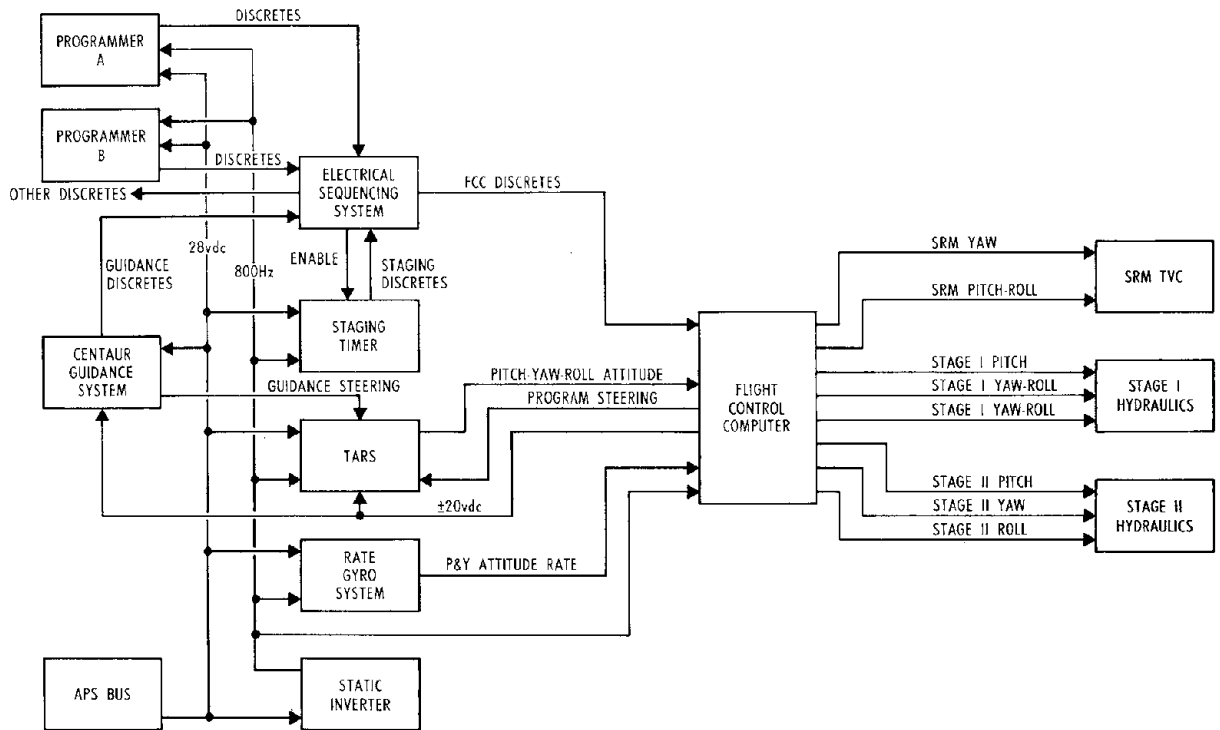 DISCRETES
PROGRAMMER
A
PROGRAMMER
B
DISCRETES
OTHER DISCRETES
ELECTRICAL
SEQUENCING
SYSTEM
FCC DISCRETES
28vdc
800Hz
GUIDANCE
DISCRETES
ENABLE
STAGING
DISCRETES
SRM YAW
SRM PITCH-ROLL
SRM TVC
STAGING
TIMER
CENTAUR
GUIDANCE
SYSTEM
GUIDANCE STEERING
PITCH-YAW-ROLL ATTITUDE
PROGRAM STEERING
FLIGHT
CONTROL
COMPUTER
STAGE I PITCH
STAGE I YAW-ROLL
STAGE I YAW-ROLL
STAGE I
HYDRAULICS
TARS
±20vdc
STAGE II PITCH
STAGE II YAW
STAGE II ROLL
STAGE II
HYDRAULICS
RATE
GYRO
SYSTEM
P&Y ATTITUDE RATE
APS BUS
STATIC
INVERTER